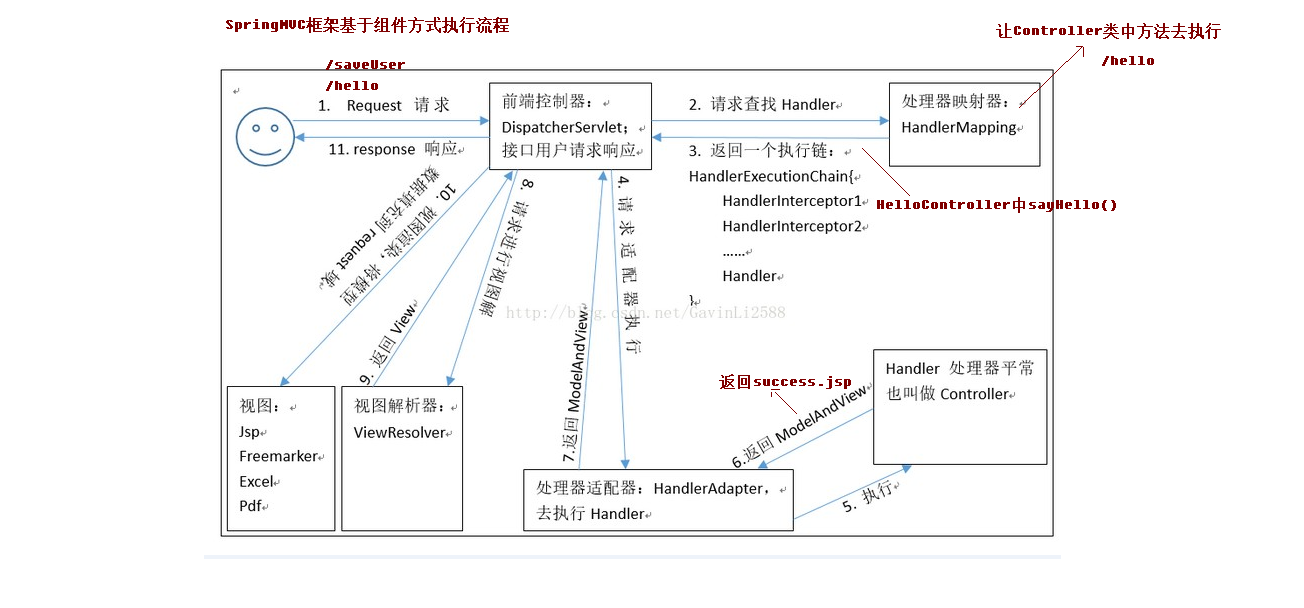 SpringMVC框架基于组件方式执行流程
让Controller类中方法去执行
/hello
/saveUser
/hello
1. Request 请 求
11. response 响应
前端控制器：
DispatcherServlet；
接口用户请求响应
2. 请求查找 Handler
3. 返回一个执行链：
HandlerExecutionChain{
HandlerInterceptor1
HandlerInterceptor2
......
Handler
}
处理器映射器：
HandlerMapping
HelloController中sayHello()
4. 请 求 适 配 器 执 行
8. 请求进行视图解
10. 视图渲染，将模型
数据填充到 request 域。
9. 返回 View
7.返回 ModelAndView
http://blog.csdn.net/GavinLi2588
返回success.jsp
6.返回 ModelAndView
5. 执行
Handler 处理器平常
也叫做 Controller
视图：
Jsp
Freemarker
Excel
Pdf
视图解析器：
ViewResolver
处理器适配器：HandlerAdapter，
去执行 Handler